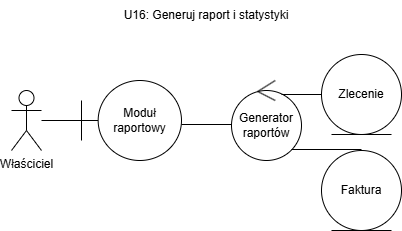 U16: Generuj raport i statystyki
Moduł
raportowy
Generator
raportów
Zlecenie
Właściciel
Faktura